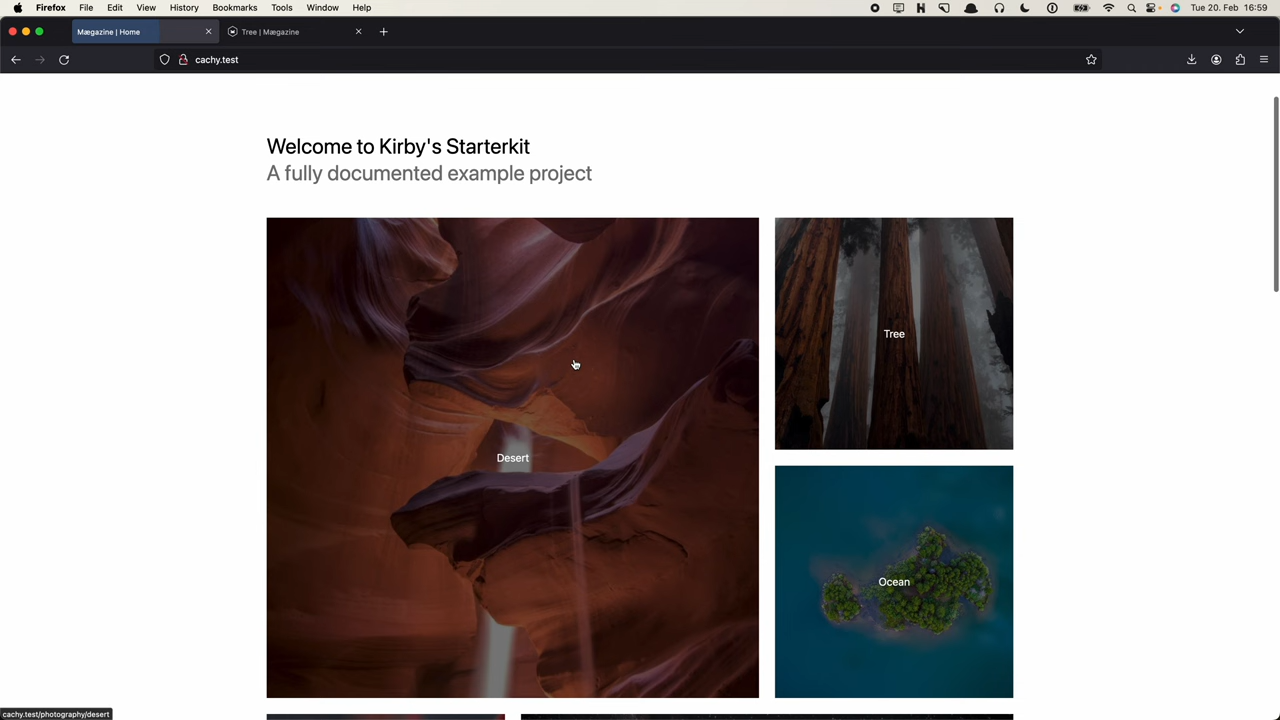 Firefox File Edit View History Bookmarks Tools Window Help Tue 20. Feb 16:59
Mægazine | Home Tree | Mægazine
cachy.test
Welcome to Kirby's Starterkit
A fully documented example project
Tree
Desert
Ocean
cachy.test/photography/desert